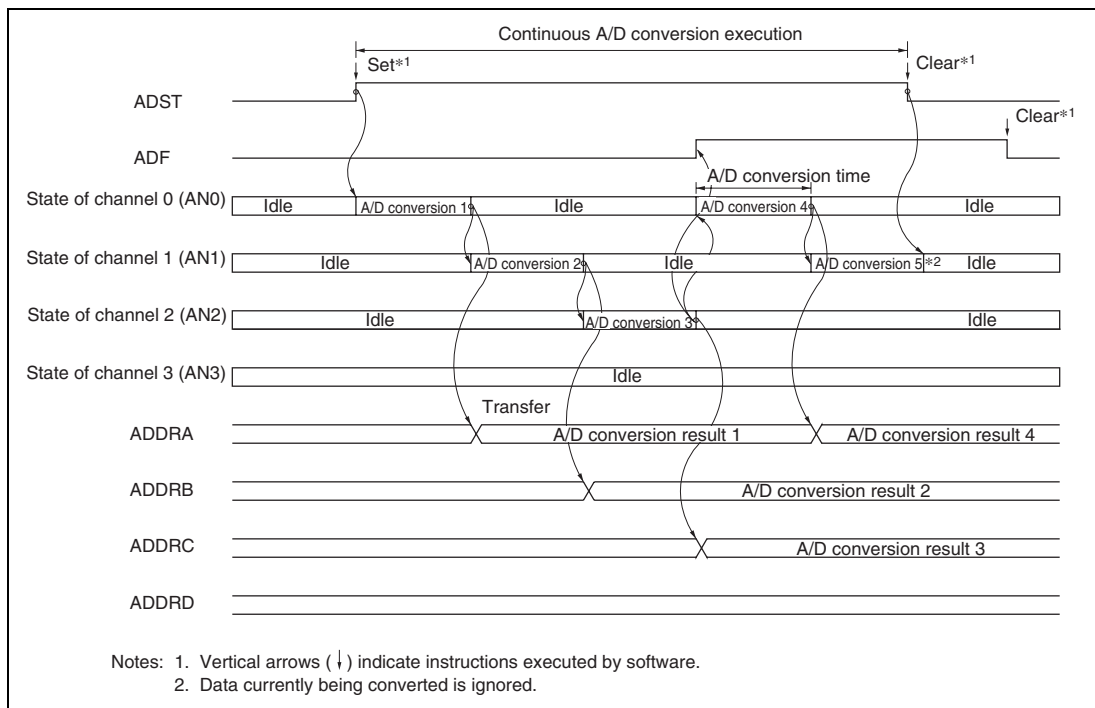 Continuous A/D conversion execution
Set*1
Clear*1
ADST
Clear*1
ADF
A/D conversion time
State of channel 0 (AN0)
Idle
A/D conversion 1
Idle
A/D conversion 4
Idle
State of channel 1 (AN1)
Idle
A/D conversion 2
Idle
A/D conversion 5
*2
Idle
State of channel 2 (AN2)
Idle
A/D conversion 3
Idle
State of channel 3 (AN3)
Idle
Transfer
ADDRA
A/D conversion result 1
A/D conversion result 4
ADDRB
A/D conversion result 2
ADDRC
A/D conversion result 3
ADDRD
Notes: 1. Vertical arrows (↓) indicate instructions executed by software.
2. Data currently being converted is ignored.